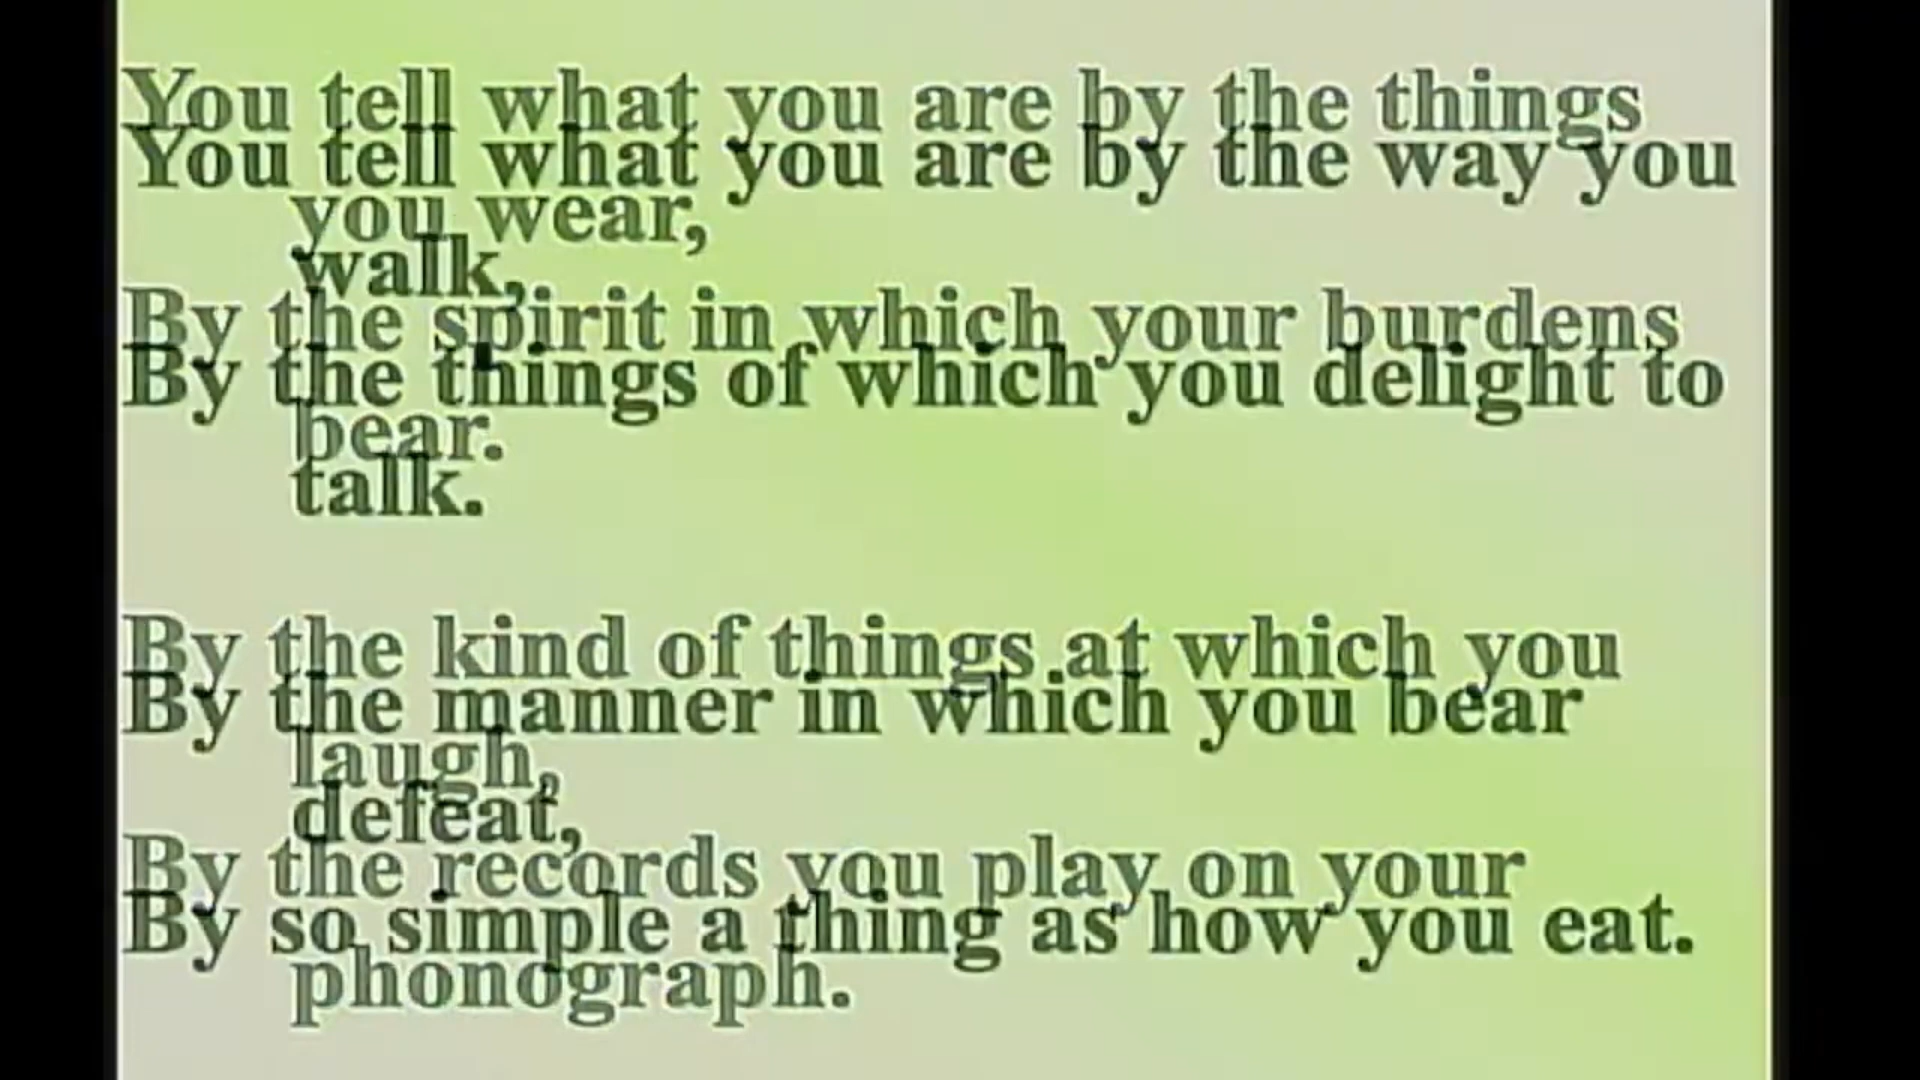 You tell what you are by the things
You tell what you are by the way you
you wear,
walk,
By the spirit in which your burdens
By the things of which you delight to
bear.
talk.
By the kind of things at which you
By the manner in which you bear
laugh,
defeat,
By the records you play on your
By so simple a thing as how you eat.
phonograph.